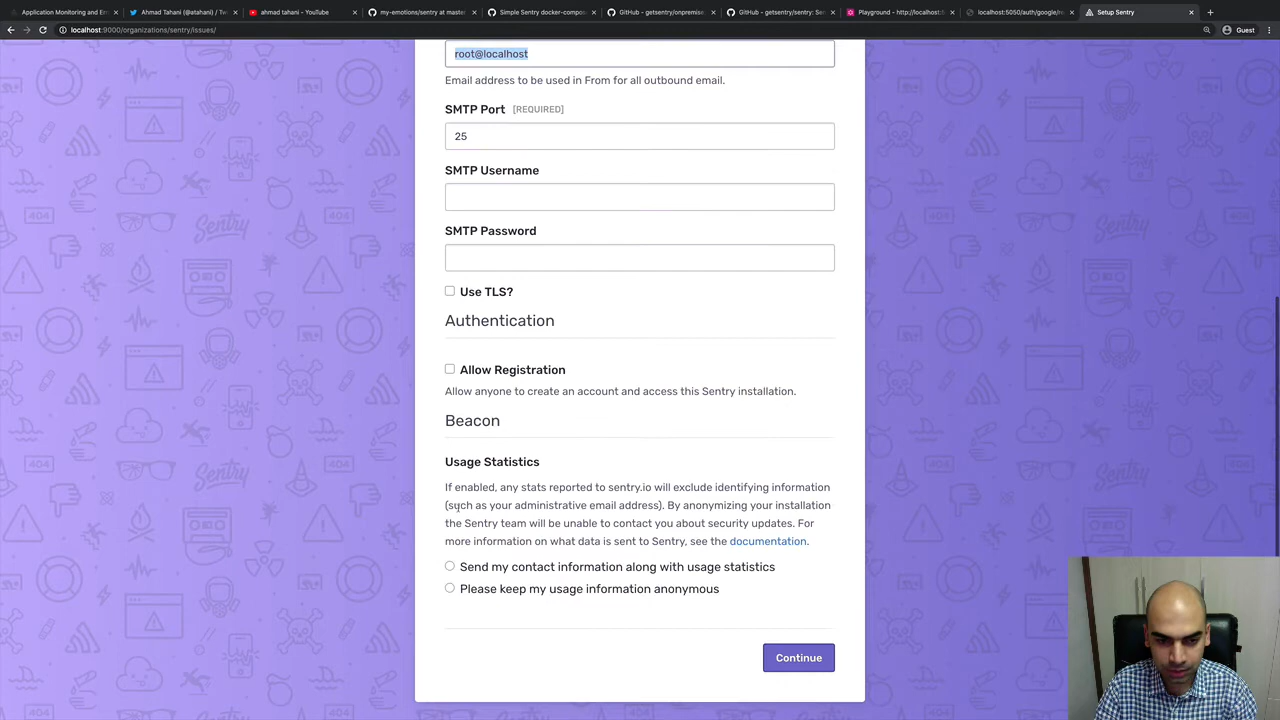 Application Monitoring and Erro
Ahmad Tahani (@atahani) / Tw
ahmad tahani - YouTube
my-emotions/sentry at master
Simple Sentry docker-compos
GitHub - getsentry/onpremise
GitHub - getsentry/sentry: So
Playground - http://localhost:
localhost:5050/auth/google/re
Setup Sentry
localhost:9000/organizations/sentry/issues/
Guest
root@localhost
Email address to be used in From for all outbound email.
SMTP Port [REQUIRED]
25
SMTP Username
SMTP Password
Use TLS?
Authentication
Allow Registration
Allow anyone to create an account and access this Sentry installation.
Beacon
Usage Statistics
If enabled, any stats reported to sentry.io will exclude identifying information
(such as your administrative email address). By anonymizing your installation
the Sentry team will be unable to contact you about security updates. For
more information on what data is sent to Sentry, see the documentation.
Send my contact information along with usage statistics
Please keep my usage information anonymous
Continue